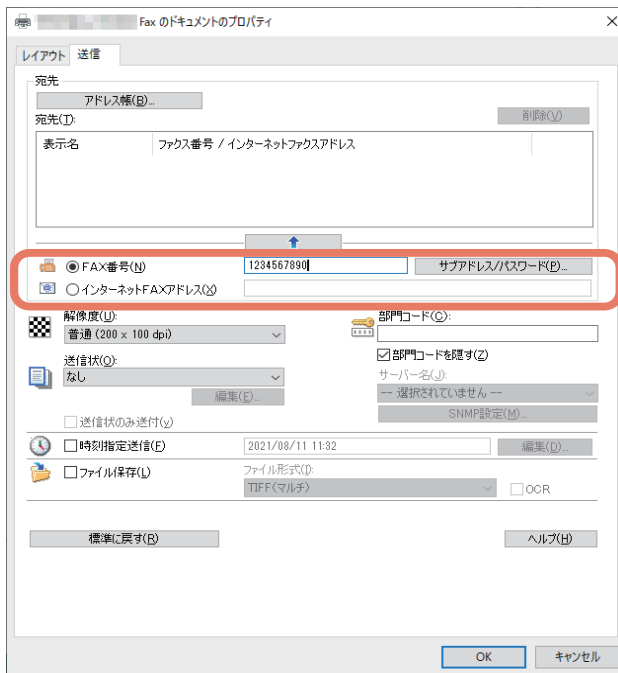 Fax のドキュメントのプロパティ
レイアウト 送信
宛先
アドレス帳(B)...
宛先(T):
削除(V)
表示名 ファクス番号 / インターネットファクスアドレス
FAX番号(N) 1234567890 サブアドレス/パスワード(P)...
インターネットFAXアドレス(X)
解像度(U):
普通 (200 x 100 dpi)
部門コード(C):
送信状(O):
なし
部門コードを隠す(Z)
サーバー名(J):
-- 選択されていません --
編集(E)...
SNMP設定(M)...
送信状のみ送付(y)
時刻指定送信(F) 2021/08/11 11:32 編集(D)...
ファイル保存(L) ファイル形式(I):
TIFF(マルチ) OCR
標準に戻す(R) ヘルプ(H)
OK キャンセル